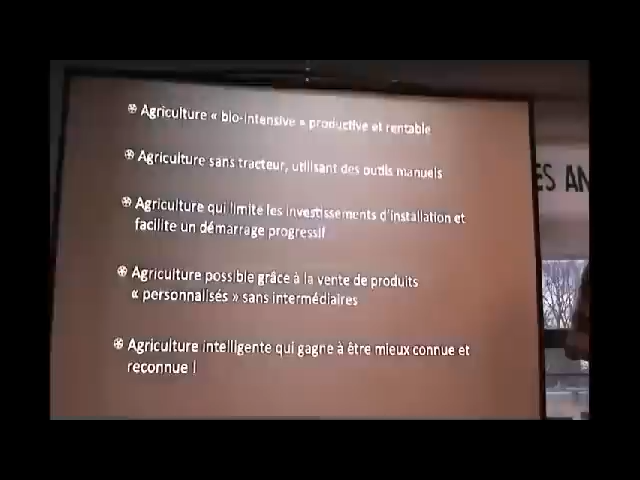 Agriculture « bio-intensive » productive et rentable
Agriculture sans tracteur, utilisant des outils manuels
Agriculture qui limite les investissements d'installation et
facilite un démarrage progressif
Agriculture possible grâce à la vente de produits
« personnalisés » sans intermédiaires
Agriculture intelligente qui gagne à être mieux connue et
reconnue !
ES AN